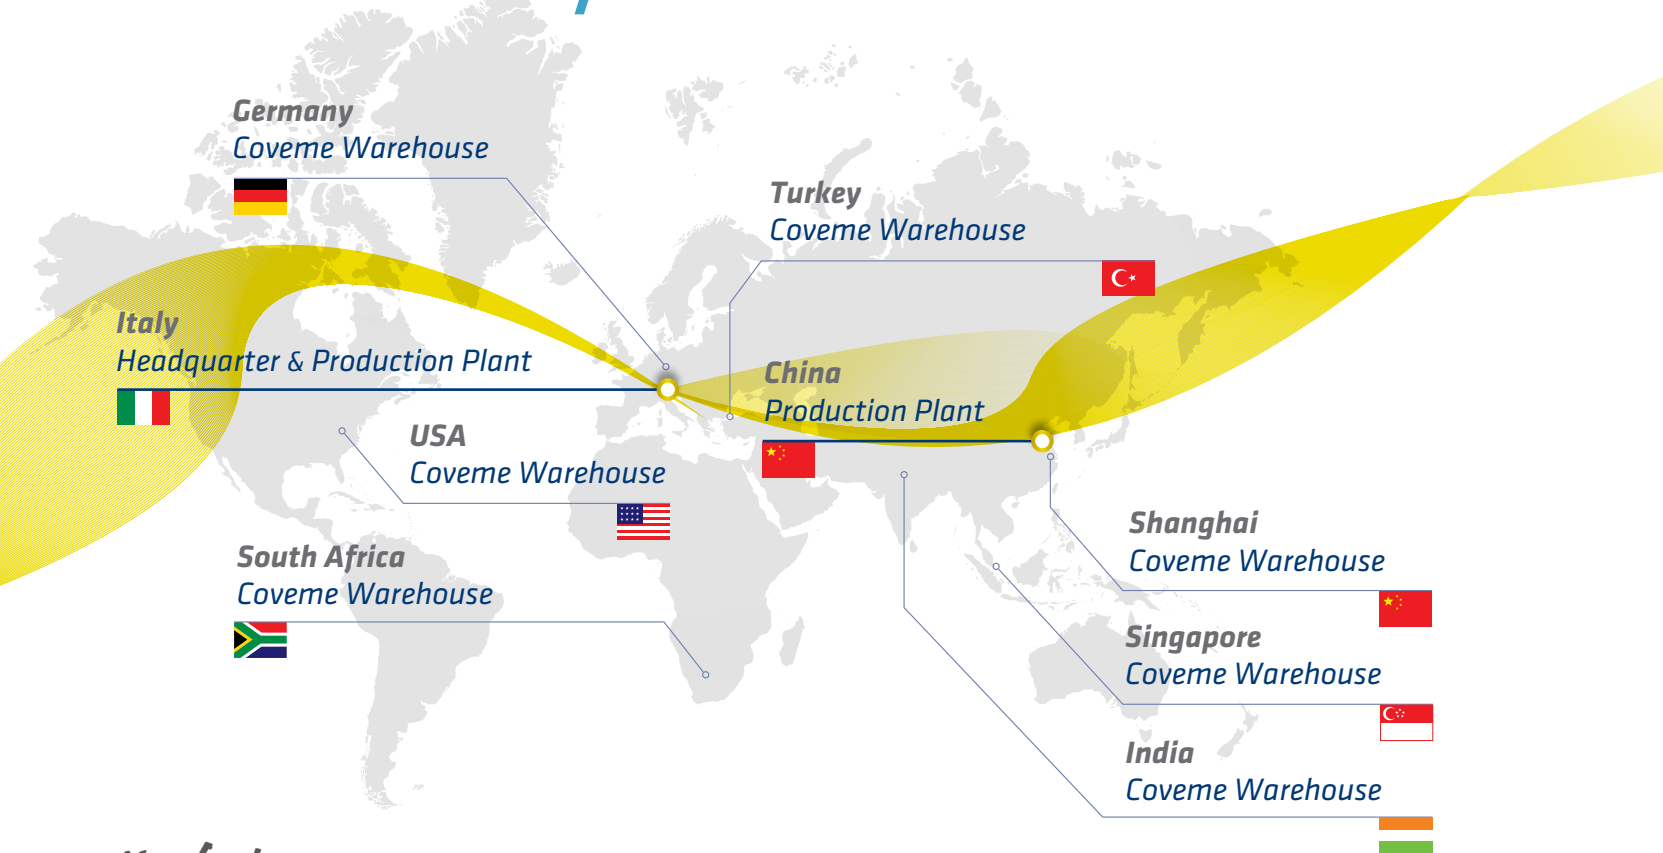 Germany
Coveme Warehouse
Turkey
Coveme Warehouse
Italy
Headquarter & Production Plant
China
Production Plant
USA
Coveme Warehouse
South Africa
Coveme Warehouse
Shanghai
Coveme Warehouse
Singapore
Coveme Warehouse
India
Coveme Warehouse